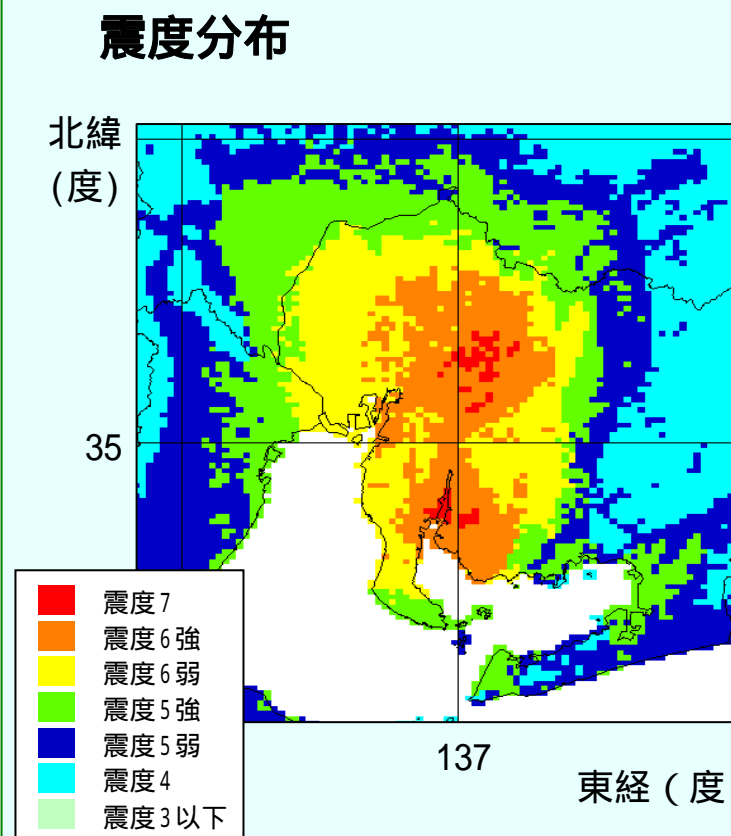 震度分布
北緯
(度)
35
137
東経（度
震度7
震度6強
震度6弱
震度5強
震度5弱
震度4
震度3以下